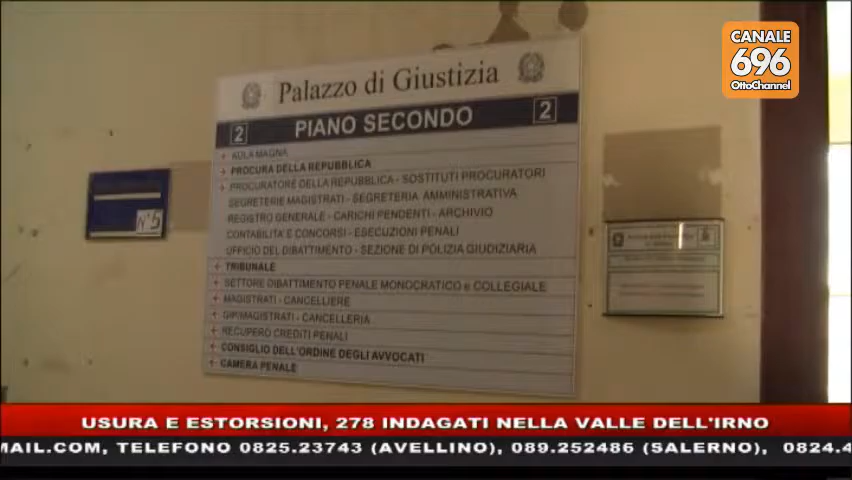 CANALE
696
OttoChannel
Palazzo di Giustizia
2 PIANO SECONDO 2
AULA MAGNA
PROCURA DELLA REPUBBLICA
PROCURATORE DELLA REPUBBLICA - SOSTITUTI PROCURATORI
SEGRETERIE MAGISTRATI - SEGRETERIA AMMINISTRATIVA
REGISTRO GENERALE - CARICHI PENDENTI - ARCHIVIO
CONTABILITA' E CONCORSI - ESECUZIONI PENALI
UFFICIO DEL DIBATTIMENTO - SEZIONE DI POLIZIA GIUDIZIARIA
TRIBUNALE
SETTORE DIBATTIMENTO PENALE MONOCRATICO e COLLEGIALE
MAGISTRATI - CANCELLIERE
GIP/MAGISTRATI - CANCELLERIA
RECUPERO CREDITI PENALI
CONSIGLIO DELL'ORDINE DEGLI AVVOCATI
CAMERA PENALE
N°5
USURA E ESTORSIONI, 278 INDAGATI NELLA VALLE DELL'IRNO
MAIL.COM, TELEFONO 0825.23743 (AVELLINO), 089.252486 (SALERNO), 0824.4